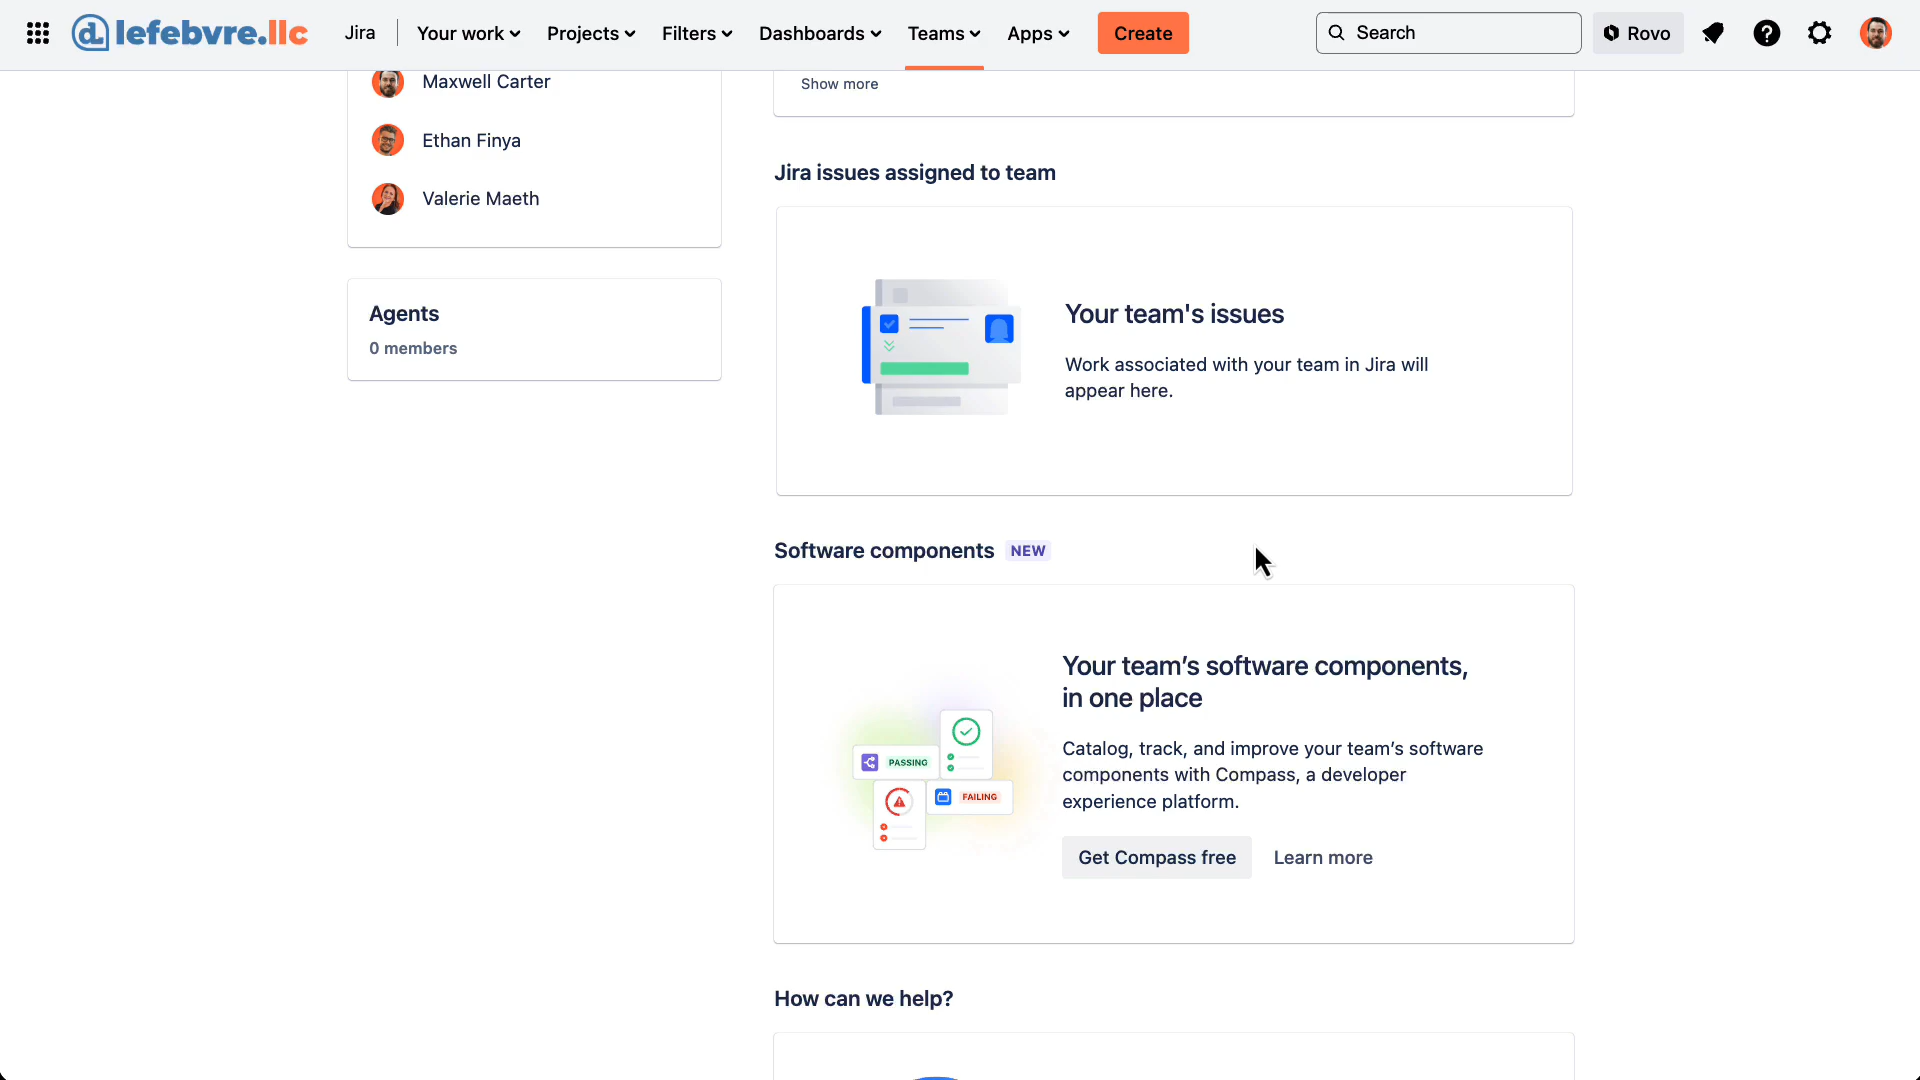 lefebvre.llc
Jira
Your work
Projects
Filters
Dashboards
Teams
Apps
Create
Search
Rovo
Maxwell Carter
Ethan Finya
Valerie Maeth
Agents
0 members
Show more
Jira issues assigned to team
Your team's issues
Work associated with your team in Jira will
appear here.
Software components NEW
PASSING
FAILING
Your team’s software components,
in one place
Catalog, track, and improve your team’s software
components with Compass, a developer
experience platform.
Get Compass free
Learn more
How can we help?